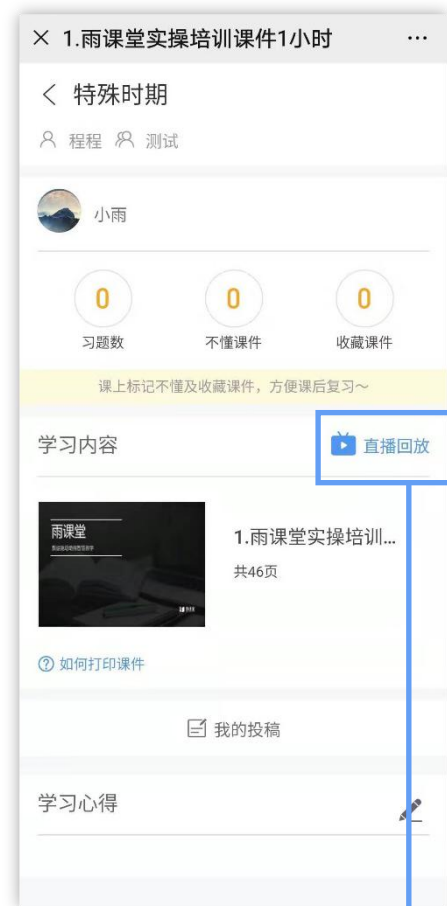 × 1.雨课堂实操培训课件1小时 ···
< 特殊时期
程程 测试
小雨
0 0 0
习题数 不懂课件 收藏课件
课上标记不懂及收藏课件，方便课后复习～
学习内容 直播回放
雨课堂
1.雨课堂实操培训...
共46页
? 如何打印课件
我的投稿
学习心得